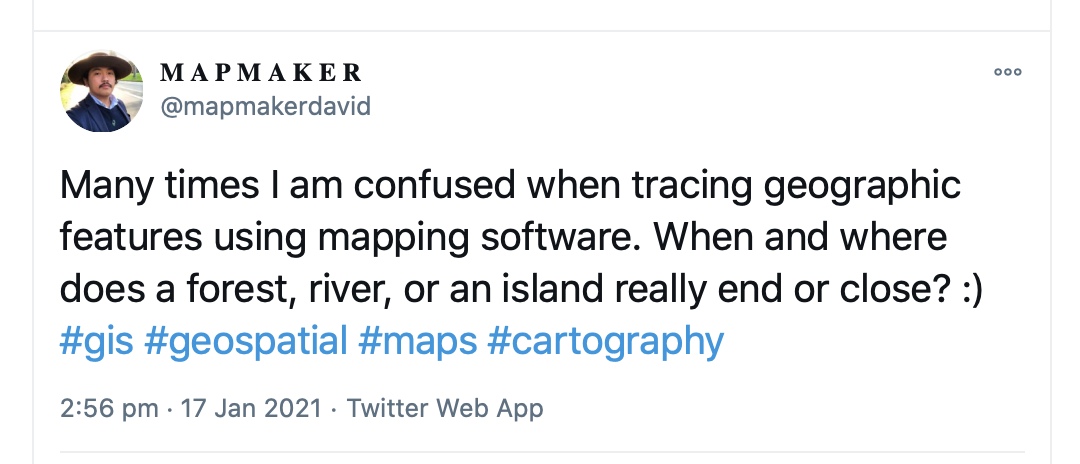 MAPMAKER
@mapmakerdavid
Many times I am confused when tracing geographic
features using mapping software. When and where
does a forest, river, or an island really end or close? :)
#gis #geospatial #maps #cartography
2:56 pm · 17 Jan 2021 · Twitter Web App